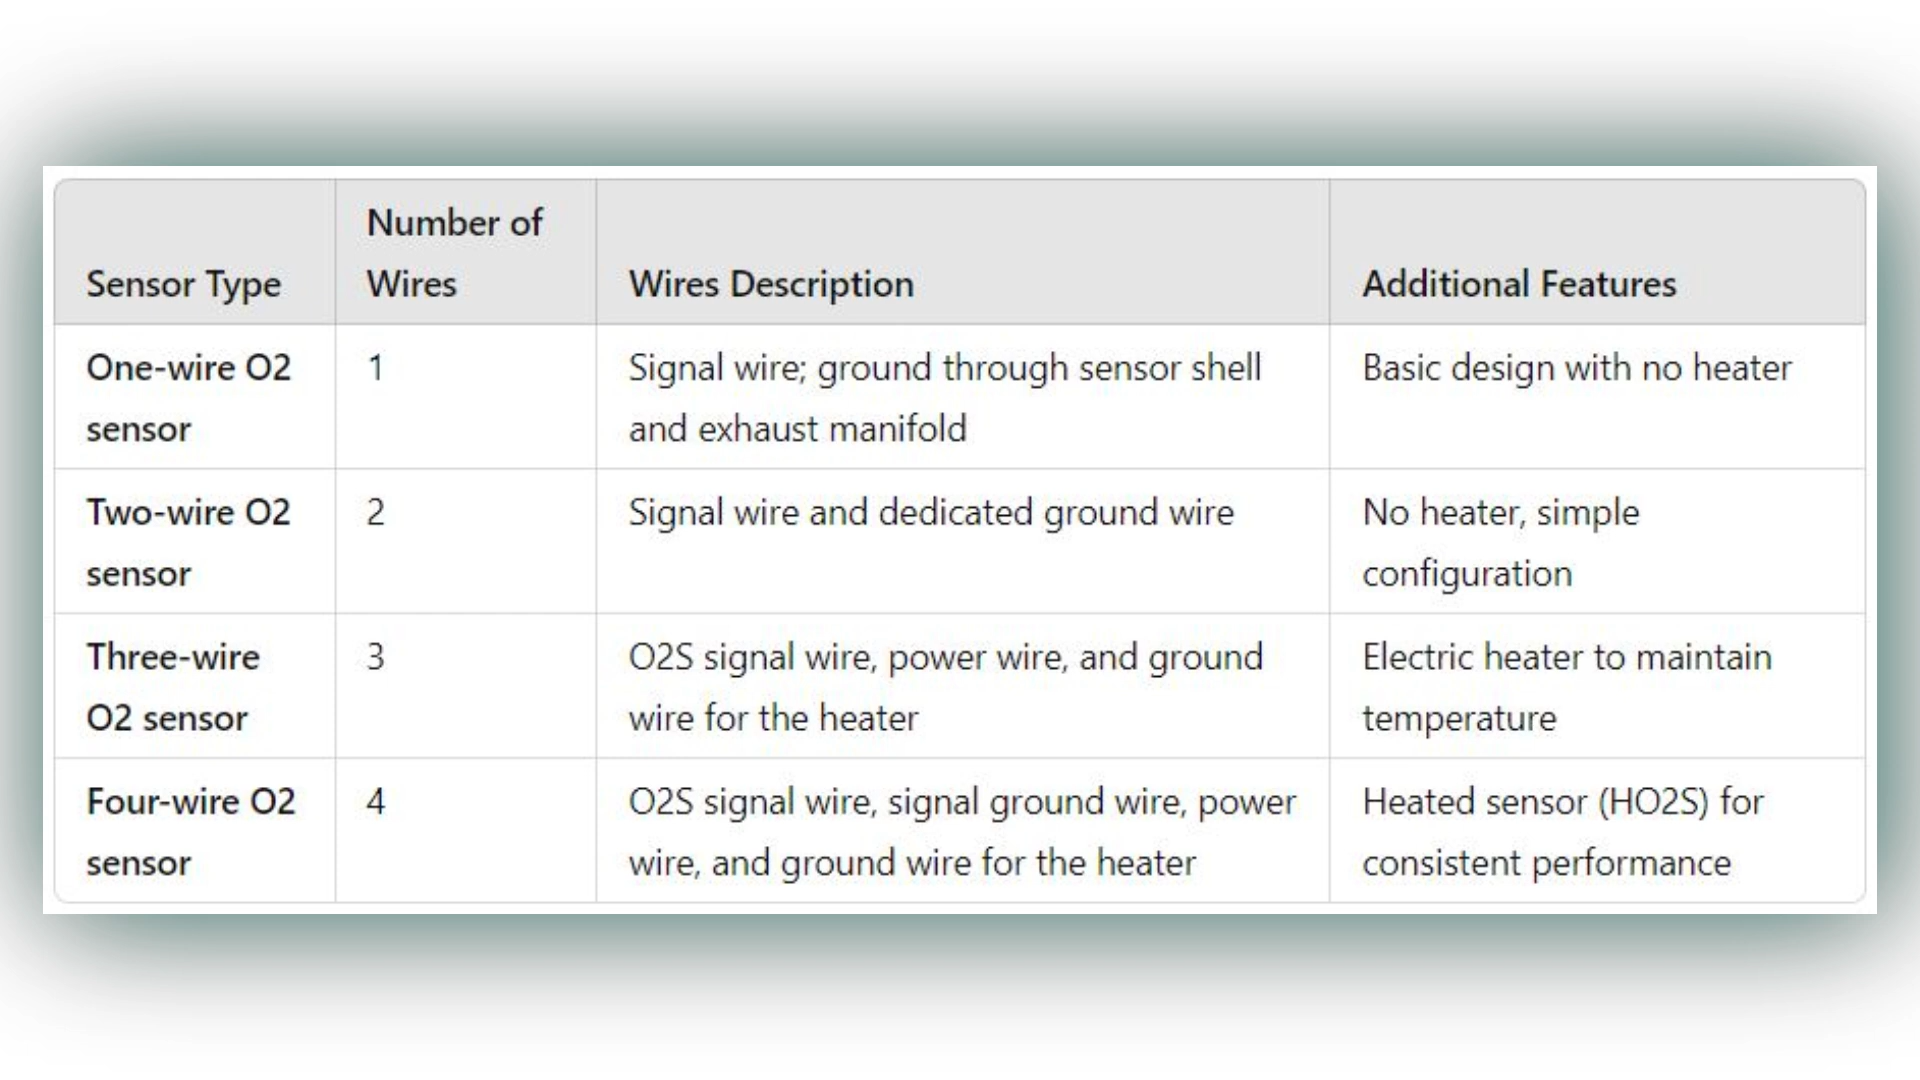 Sensor Type
Number of
Wires
Wires Description
Additional Features
One-wire O2
sensor
1
Signal wire; ground through sensor shell
and exhaust manifold
Basic design with no heater
Two-wire O2
sensor
2
Signal wire and dedicated ground wire
No heater, simple
configuration
Three-wire
O2 sensor
3
O2S signal wire, power wire, and ground
wire for the heater
Electric heater to maintain
temperature
Four-wire O2
sensor
4
O2S signal wire, signal ground wire, power
wire, and ground wire for the heater
Heated sensor (HO2S) for
consistent performance